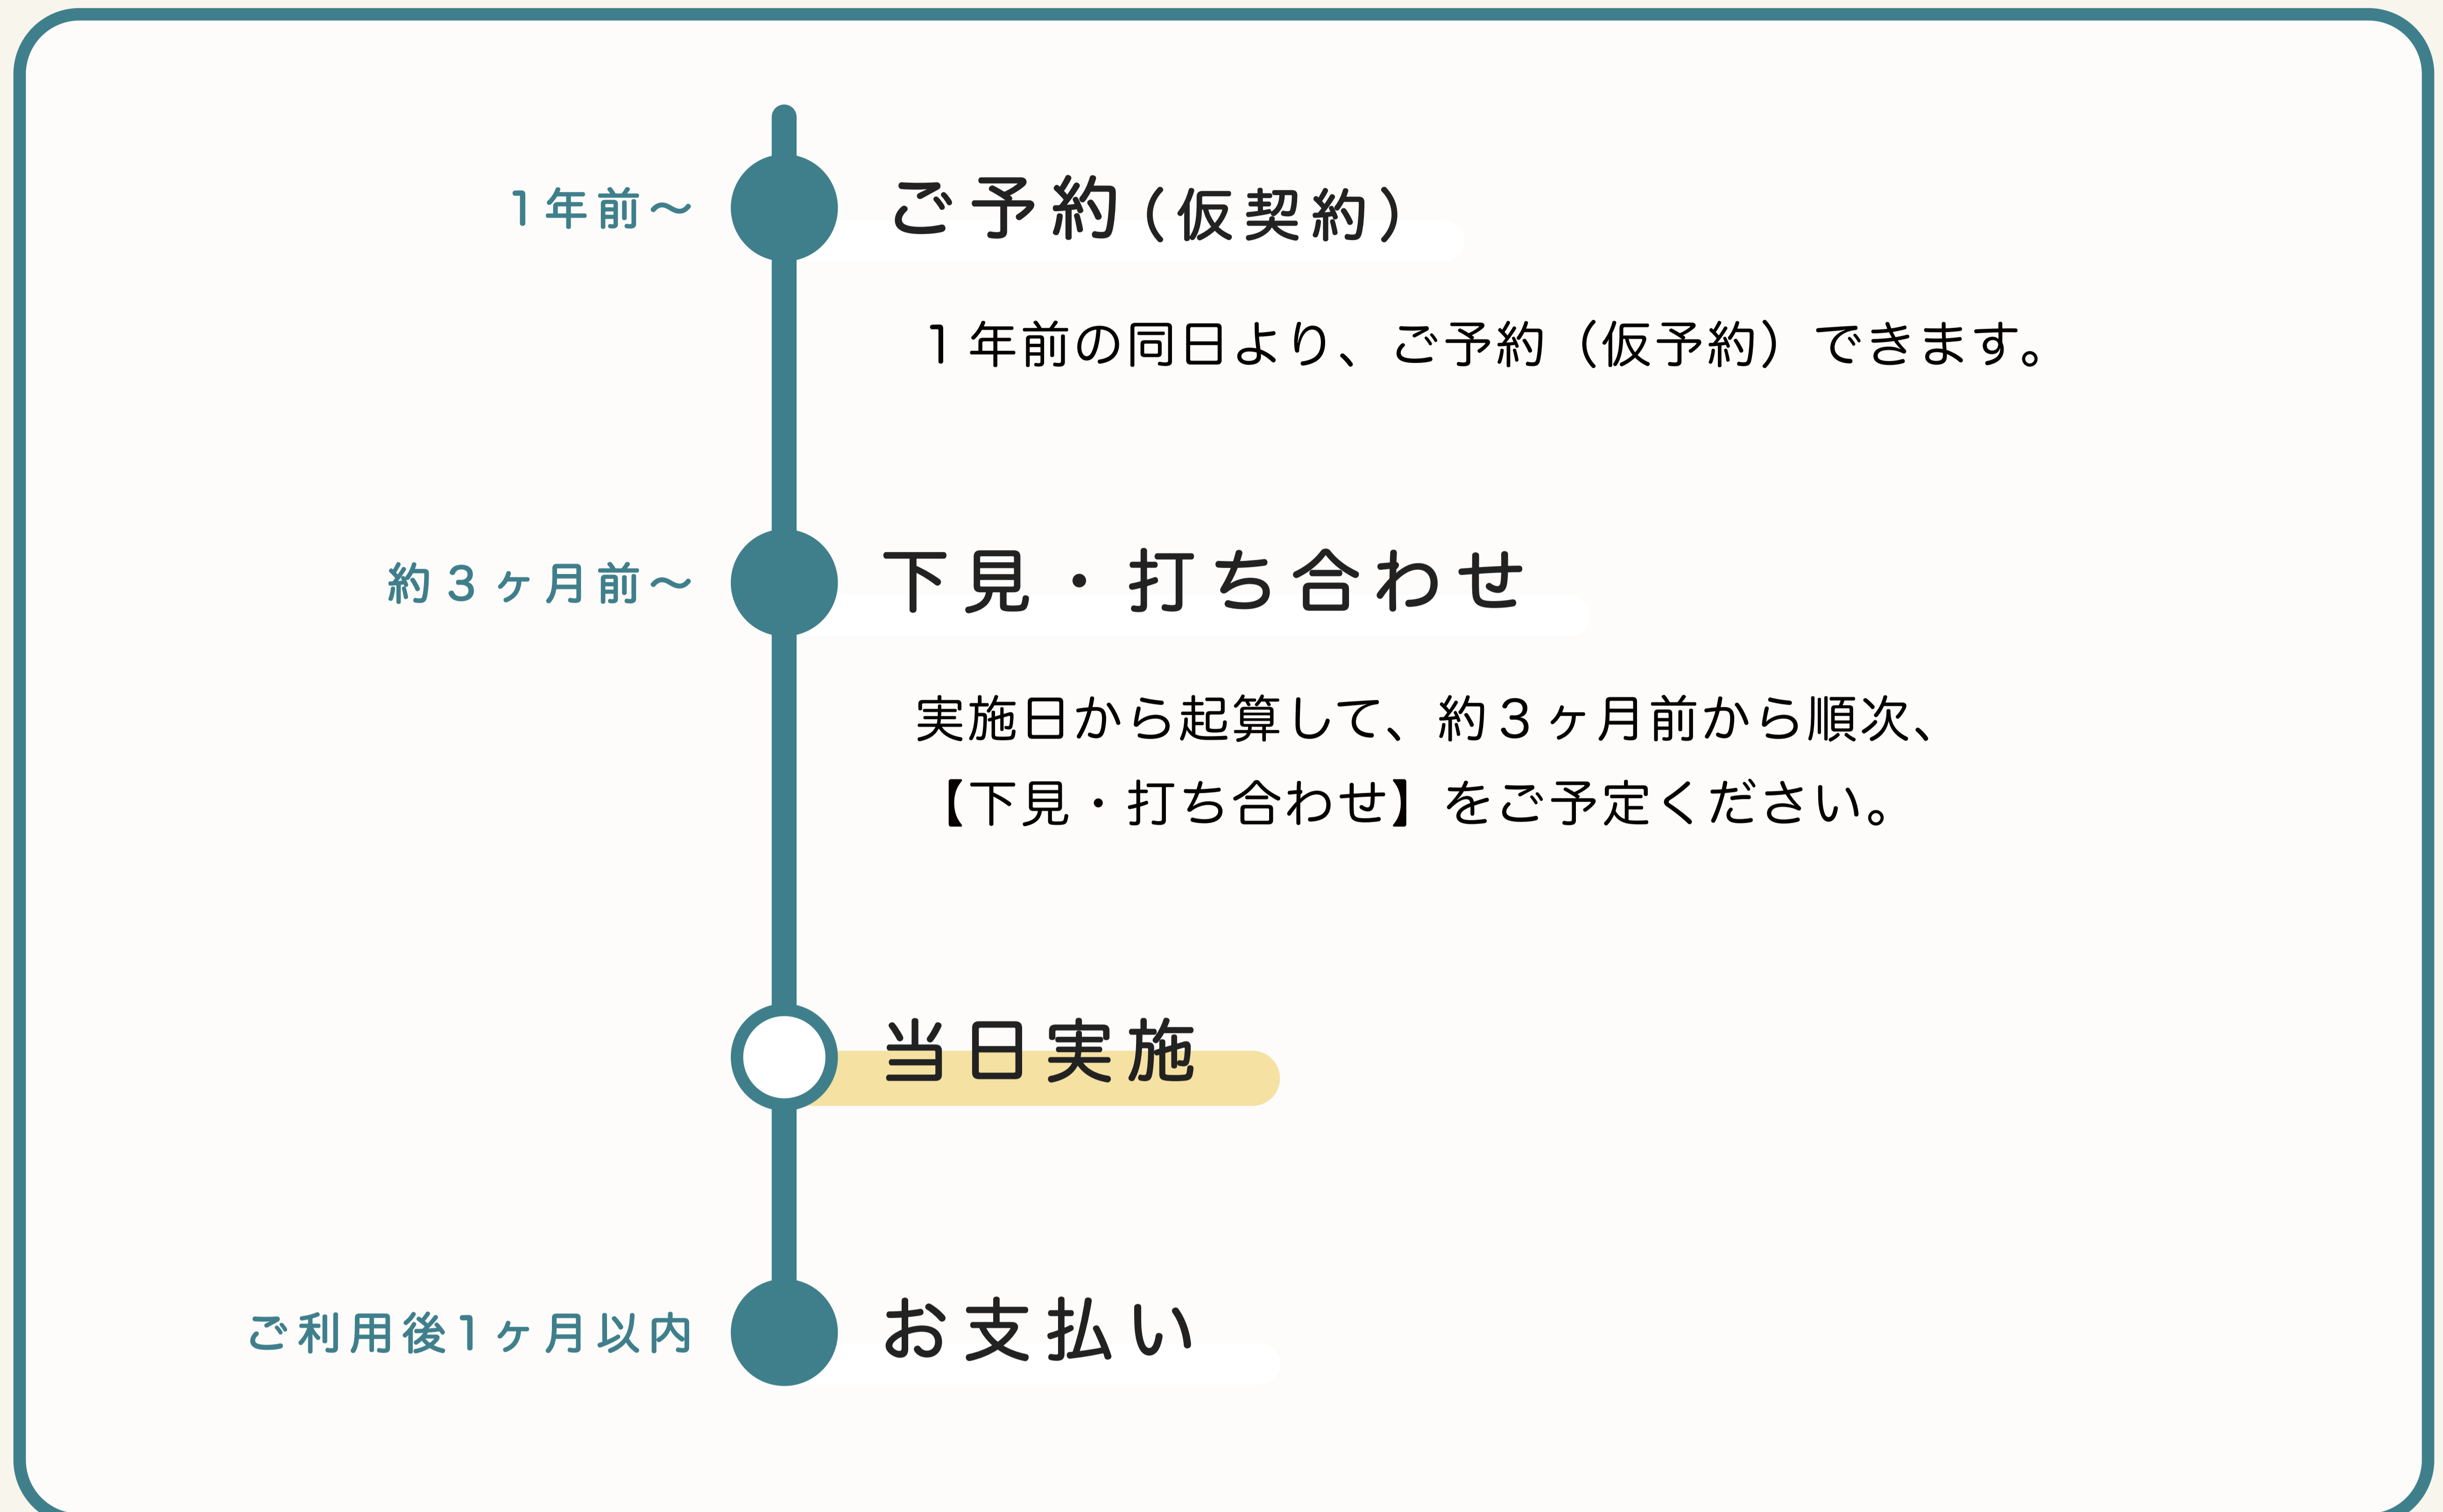 1年前〜
ご予約(仮契約)
1年前の同日より、ご予約(仮予約)できます。
約3ヶ月前〜
下見・打ち合わせ
実施日から起算して、約3ヶ月前から順次、
【下見・打ち合わせ】をご予定ください。
当日実施
ご利用後1ヶ月以内
お支払い